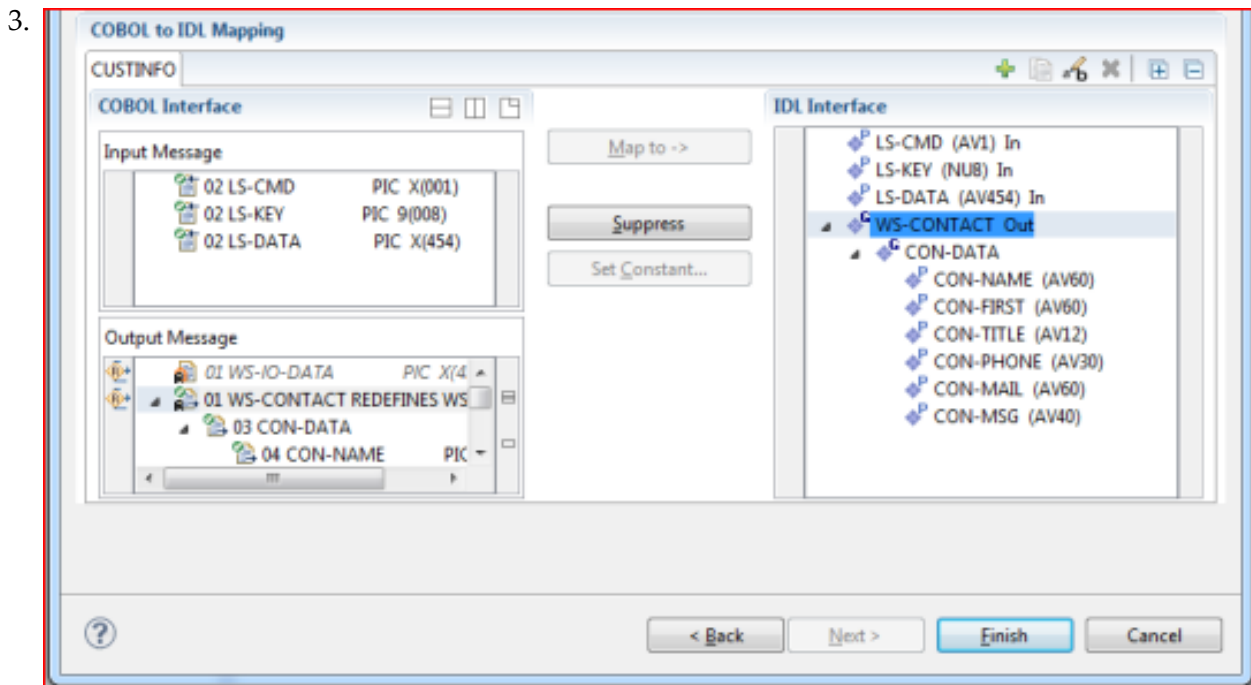 3.
COBOL to IDL Mapping
CUSTINFO
COBOL Interface
Input Message
02 LS-CMD PIC X(001)
02 LS-KEY PIC 9(008)
02 LS-DATA PIC X(454)
Output Message
01 WS-IO-DATA PIC X(4
01 WS-CONTACT REDEFINES WS
03 CON-DATA
04 CON-NAME PIC
Map to ->
Suppress
Set Constant...
IDL Interface
LS-CMD (AV1) In
LS-KEY (NU8) In
LS-DATA (AV454) In
WS-CONTACT Out
CON-DATA
CON-NAME (AV60)
CON-FIRST (AV60)
CON-TITLE (AV12)
CON-PHONE (AV30)
CON-MAIL (AV60)
CON-MSG (AV40)
< Back
Next >
Finish
Cancel